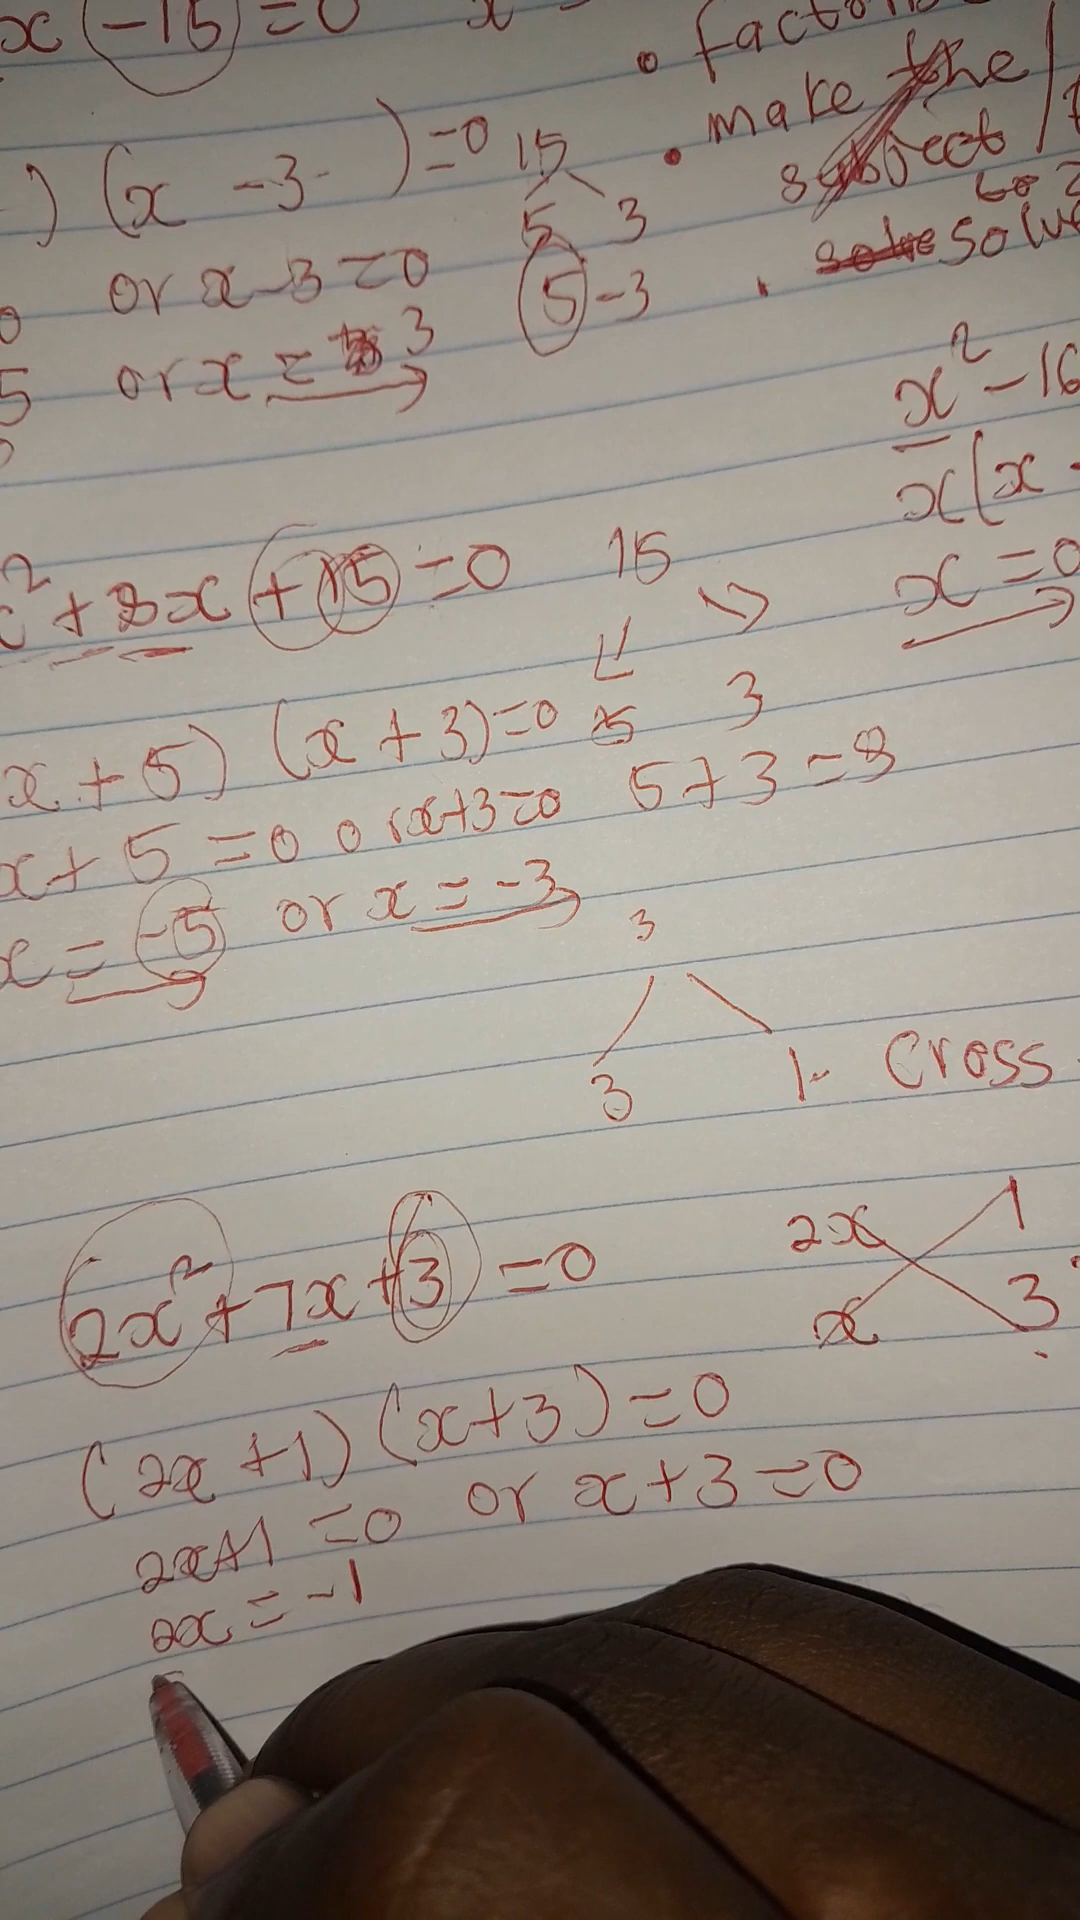 x -15 = 0 x
) (x -3 ) = 0 15
5 3
or x - 3 = 0 5 - 3
5 or x = 3
• make the
subject
to
solve
x² - 16
x(x -
x = 0
² + 8x + 15 = 0 15
x + 5) (x + 3) = 0 5 3
x + 5 = 0 or x+3=0 5 + 3 = 8
x = -5 or x = -3
3
3 1 - Cross
2x² + 7x + 3 = 0 2x 1
x 3
(2x + 1) (x + 3) = 0
2x+1 = 0 or x + 3 = 0
2x = -1